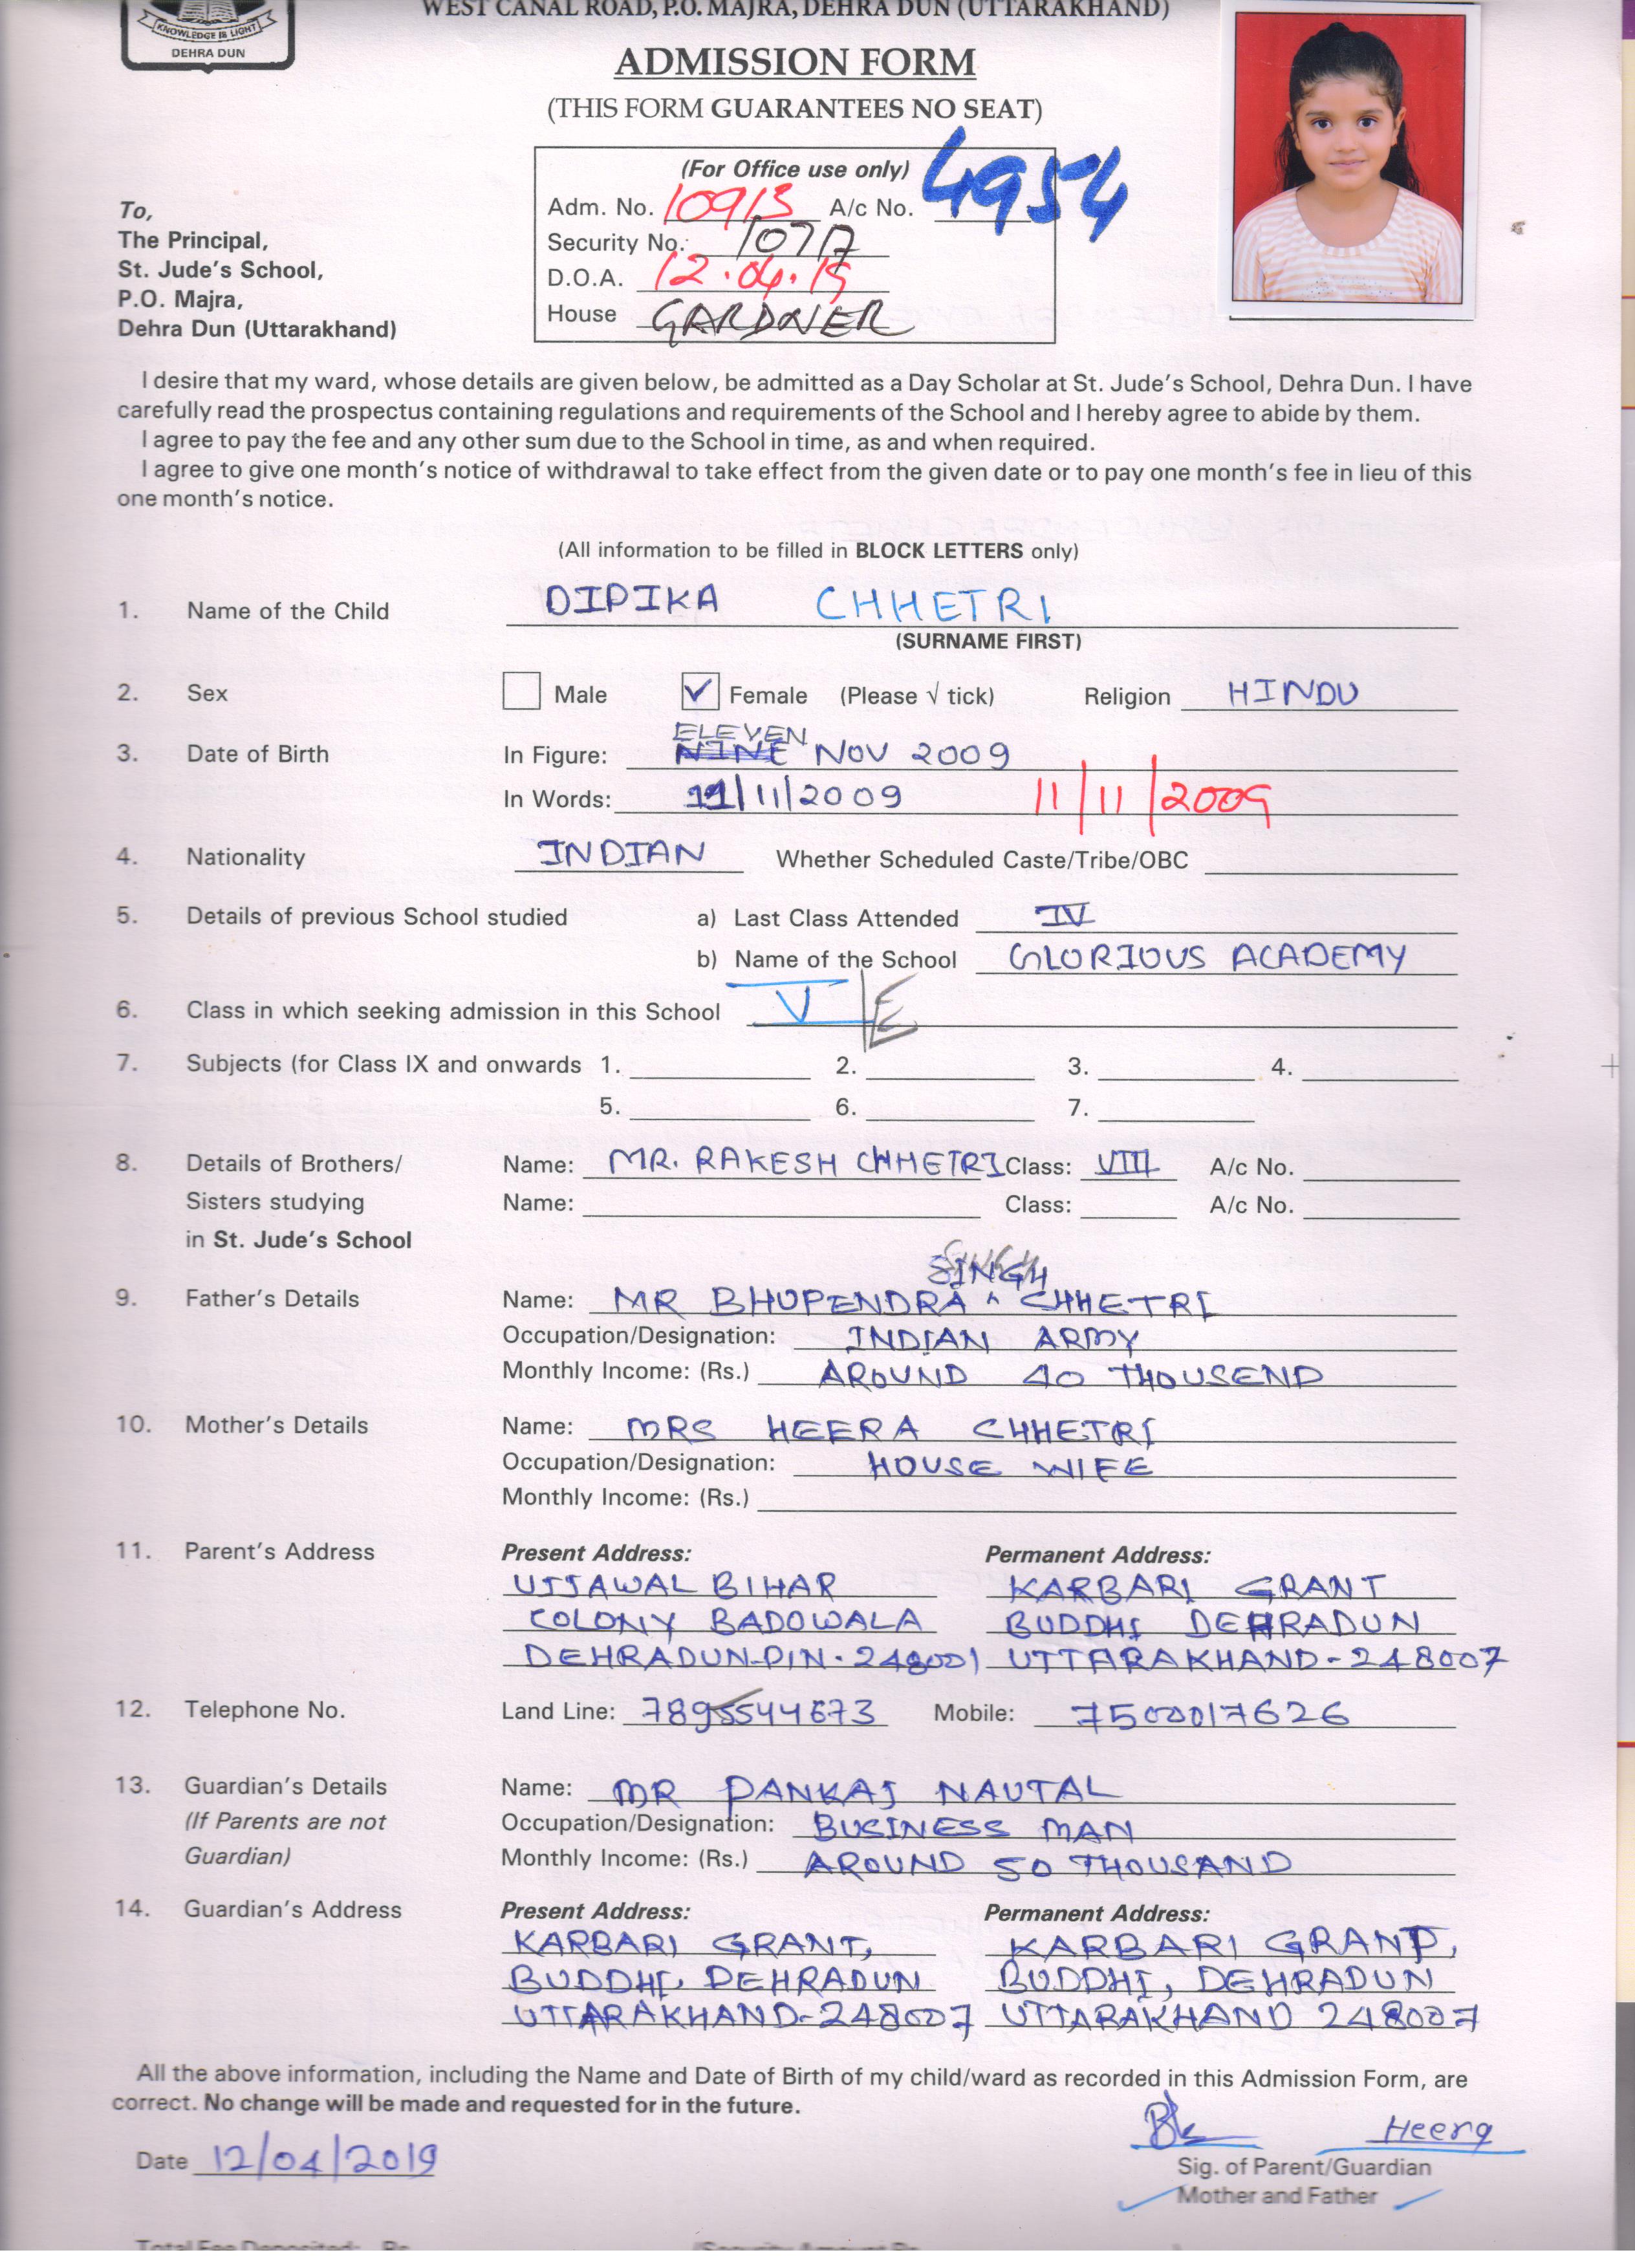 KNOWLEDGE IS LIGHT
DEHRA DUN
WEST CANAL ROAD, P.O. MAJRA, DEHRA DUN (UTTARAKHAND)
ADMISSION FORM
(THIS FORM GUARANTEES NO SEAT)
(For Office use only)
Adm. No. 10913 A/c No. 4954
Security No.
D.O.A. 12.04.19
House GARDNER
To,
The Principal,
St. Jude's School,
P.O. Majra,
Dehra Dun (Uttarakhand)
I desire that my ward, whose details are given below, be admitted as a Day Scholar at St. Jude's School, Dehra Dun. I have
carefully read the prospectus containing regulations and requirements of the School and I hereby agree to abide by them.
I agree to pay the fee and any other sum due to the School in time, as and when required.
I agree to give one month's notice of withdrawal to take effect from the given date or to pay one month's fee in lieu of this
one month's notice.
(All information to be filled in BLOCK LETTERS only)
1. Name of the Child DIPIKA CHHETRI
(SURNAME FIRST)
2. Sex Male ✓ Female (Please √ tick) Religion HINDU
ELEVEN
3. Date of Birth In Figure: NINE NOV 2009
In Words: 11/11/2009 11/11/2009
4. Nationality INDIAN Whether Scheduled Caste/Tribe/OBC
5. Details of previous School studied a) Last Class Attended IV
b) Name of the School GLORIOUS ACADEMY
6. Class in which seeking admission in this School V E
7. Subjects (for Class IX and onwards 1. 2. 3. 4.
5. 6. 7.
8. Details of Brothers/ Name: MR. RAKESH CHHETRI Class: VIII A/c No.
Sisters studying Name: Class: A/c No.
in St. Jude's School
SINGH
9. Father's Details Name: MR BHUPENDRA ^ CHHETRI
Occupation/Designation: INDIAN ARMY
Monthly Income: (Rs.) AROUND 40 THOUSEND
10. Mother's Details Name: MRS HEERA CHHETRI
Occupation/Designation: HOUSE WIFE
Monthly Income: (Rs.)
11. Parent's Address Present Address: Permanent Address:
UJJAWAL BIHAR KARBARI GRANT
COLONY BADOWALA BUDDHI DEHRADUN
DEHRADUN-PIN.248001 UTTARAKHAND-248007
12. Telephone No. Land Line: 7895544673 Mobile: 7500017626
13. Guardian's Details Name: MR PANKAJ NAUTAL
(If Parents are not Occupation/Designation: BUSINESS MAN
Guardian) Monthly Income: (Rs.) AROUND 50 THOUSAND
14. Guardian's Address Present Address: Permanent Address:
KARBARI GRANT, KARBARI GRANT,
BUDDHI, DEHRADUN BUDDHI, DEHRADUN
UTTARAKHAND-248007 UTTARAKHAND 248007
All the above information, including the Name and Date of Birth of my child/ward as recorded in this Admission Form, are
correct. No change will be made and requested for in the future.
Heera
Date 12/04/2019
Sig. of Parent/Guardian
Mother and Father
Total Fee Deposited: Rs.